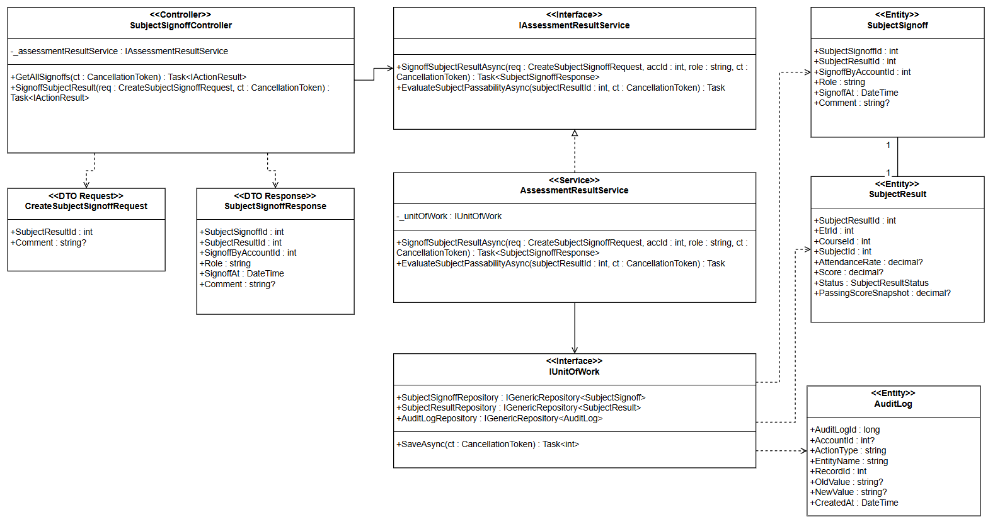 <<Controller>>
SubjectSignoffController
-_assessmentResultService : IAssessmentResultService
+GetAllSignoffs(ct : CancellationToken) : Task<IActionResult>
+SignoffSubjectResult(req : CreateSubjectSignoffRequest, ct : CancellationToken) :
Task<IActionResult>
<<Interface>>
IAssessmentResultService
+SignoffSubjectResultAsync(req : CreateSubjectSignoffRequest, accId : int, role : string, ct :
CancellationToken) : Task<SubjectSignoffResponse>
+EvaluateSubjectPassabilityAsync(subjectResultId : int, ct : CancellationToken) : Task
<<Entity>>
SubjectSignoff
+SubjectSignoffId : int
+SubjectResultId : int
+SignoffByAccountId : int
+Role : string
+SignoffAt : DateTime
+Comment : string?
1
1
<<DTO Request>>
CreateSubjectSignoffRequest
+SubjectResultId : int
+Comment : string?
<<DTO Response>>
SubjectSignoffResponse
+SubjectSignoffId : int
+SubjectResultId : int
+SignoffByAccountId : int
+Role : string
+SignoffAt : DateTime
+Comment : string?
<<Service>>
AssessmentResultService
-_unitOfWork : IUnitOfWork
+SignoffSubjectResultAsync(req : CreateSubjectSignoffRequest, accId : int, role : string, ct :
CancellationToken) : Task<SubjectSignoffResponse>
+EvaluateSubjectPassabilityAsync(subjectResultId : int, ct : CancellationToken) : Task
<<Entity>>
SubjectResult
+SubjectResultId : int
+EtrId : int
+CourseId : int
+SubjectId : int
+AttendanceRate : decimal?
+Score : decimal?
+Status : SubjectResultStatus
+PassingScoreSnapshot : decimal?
<<Interface>>
IUnitOfWork
+SubjectSignoffRepository : IGenericRepository<SubjectSignoff>
+SubjectResultRepository : IGenericRepository<SubjectResult>
+AuditLogRepository : IGenericRepository<AuditLog>
+SaveAsync(ct : CancellationToken) : Task<int>
<<Entity>>
AuditLog
+AuditLogId : long
+AccountId : int?
+ActionType : string
+EntityName : string
+RecordId : int
+OldValue : string?
+NewValue : string?
+CreatedAt : DateTime